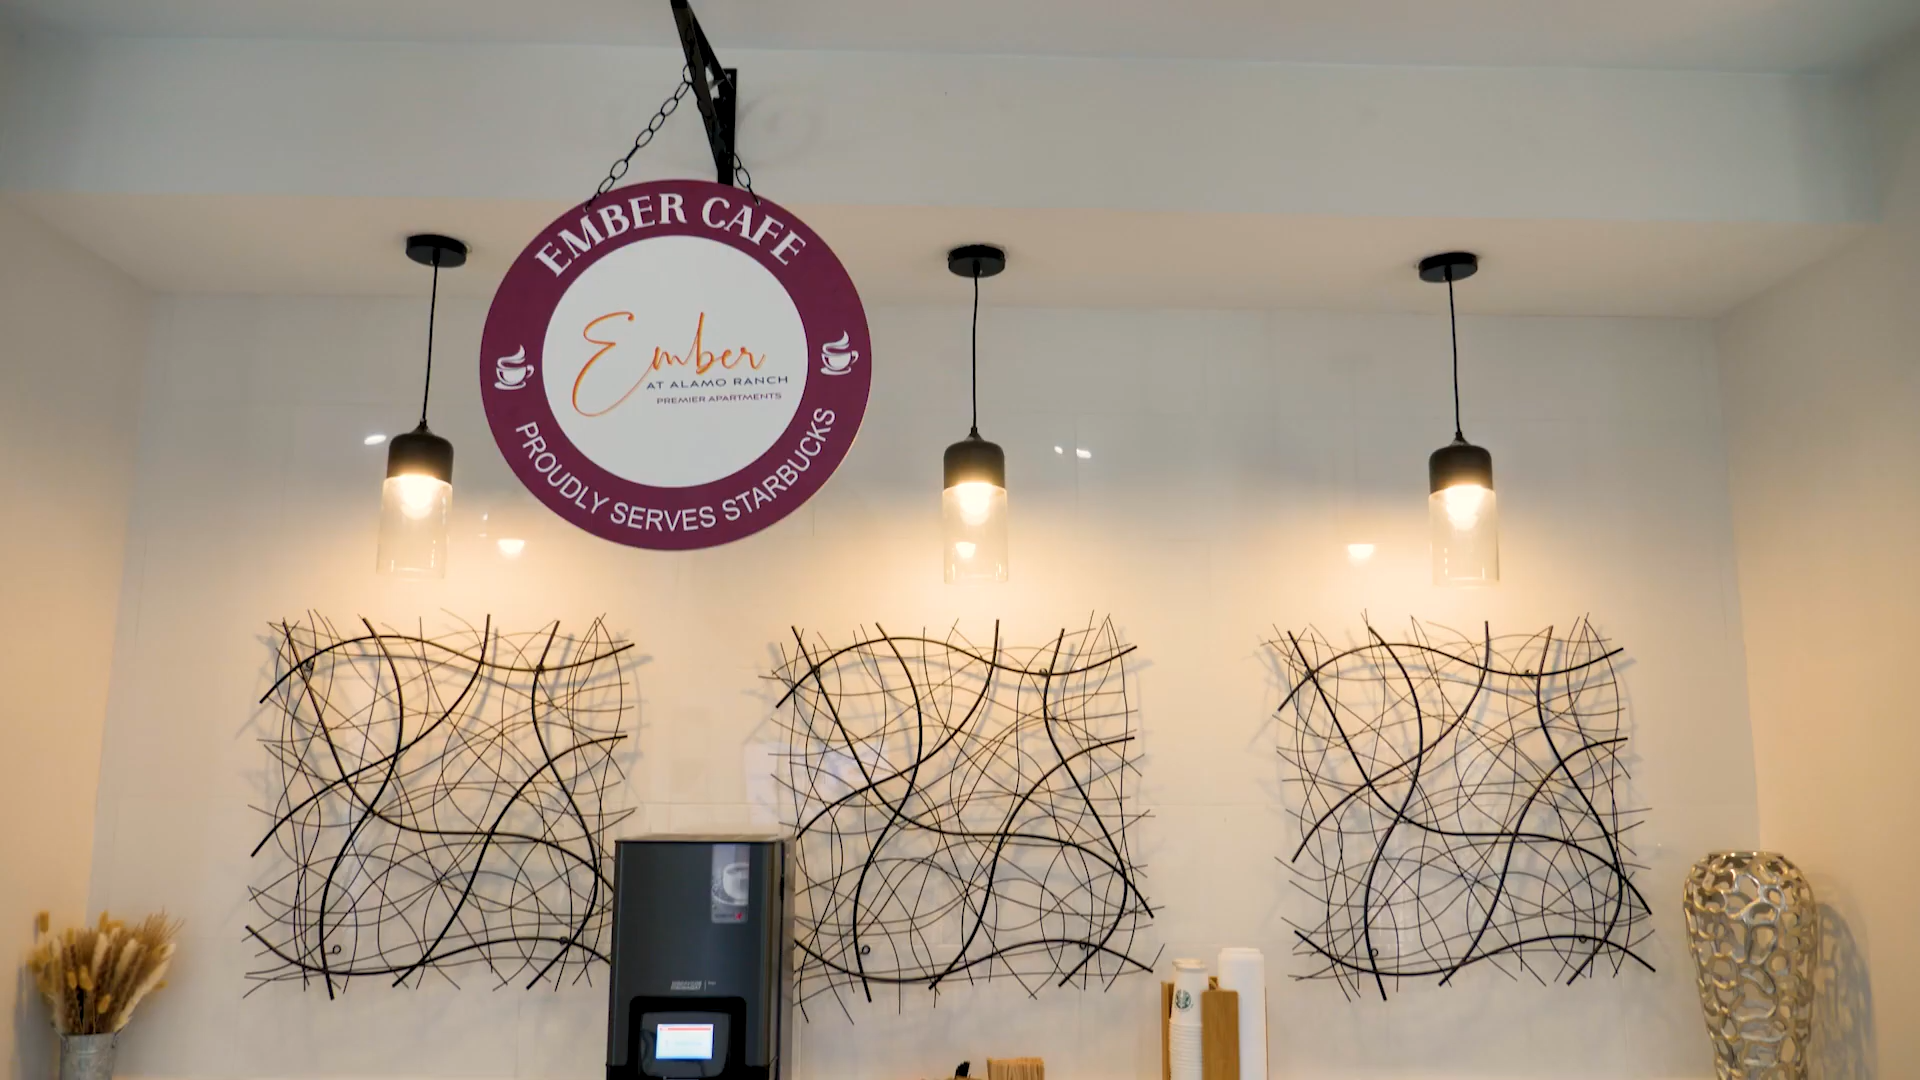 EMBER CAFE
Ember
AT ALAMO RANCH
PREMIER APARTMENTS
PROUDLY SERVES STARBUCKS